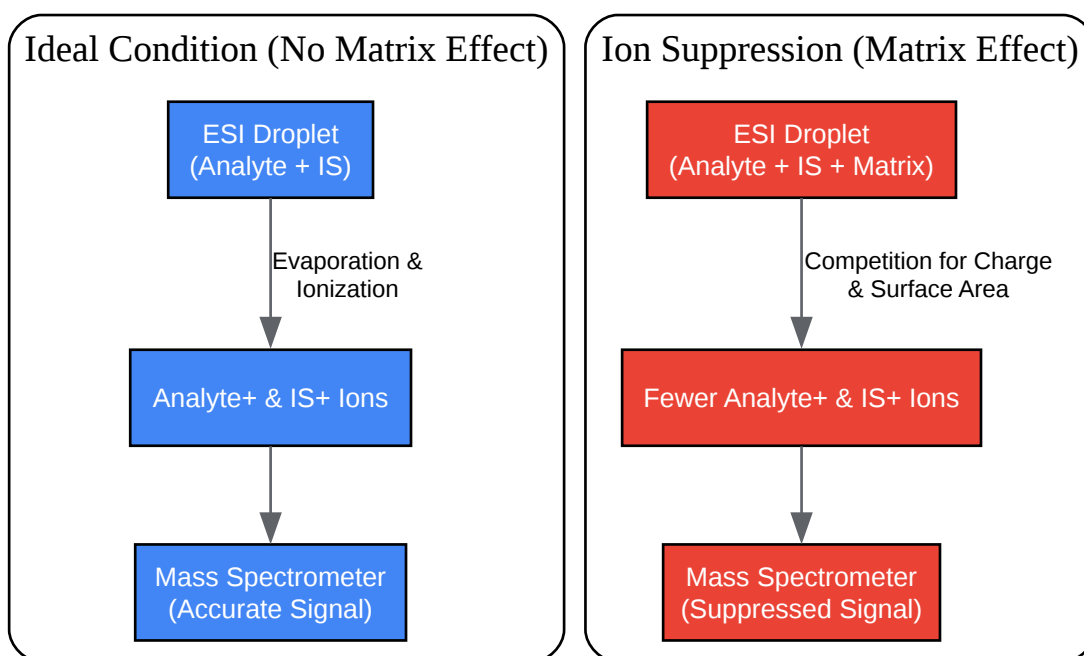 Ideal Condition (No Matrix Effect)
ESI Droplet
(Analyte + IS)
Evaporation &
Ionization
Analyte+ & IS+ Ions
Mass Spectrometer
(Accurate Signal)
Ion Suppression (Matrix Effect)
ESI Droplet
(Analyte + IS + Matrix)
Competition for Charge
& Surface Area
Fewer Analyte+ & IS+ Ions
Mass Spectrometer
(Suppressed Signal)